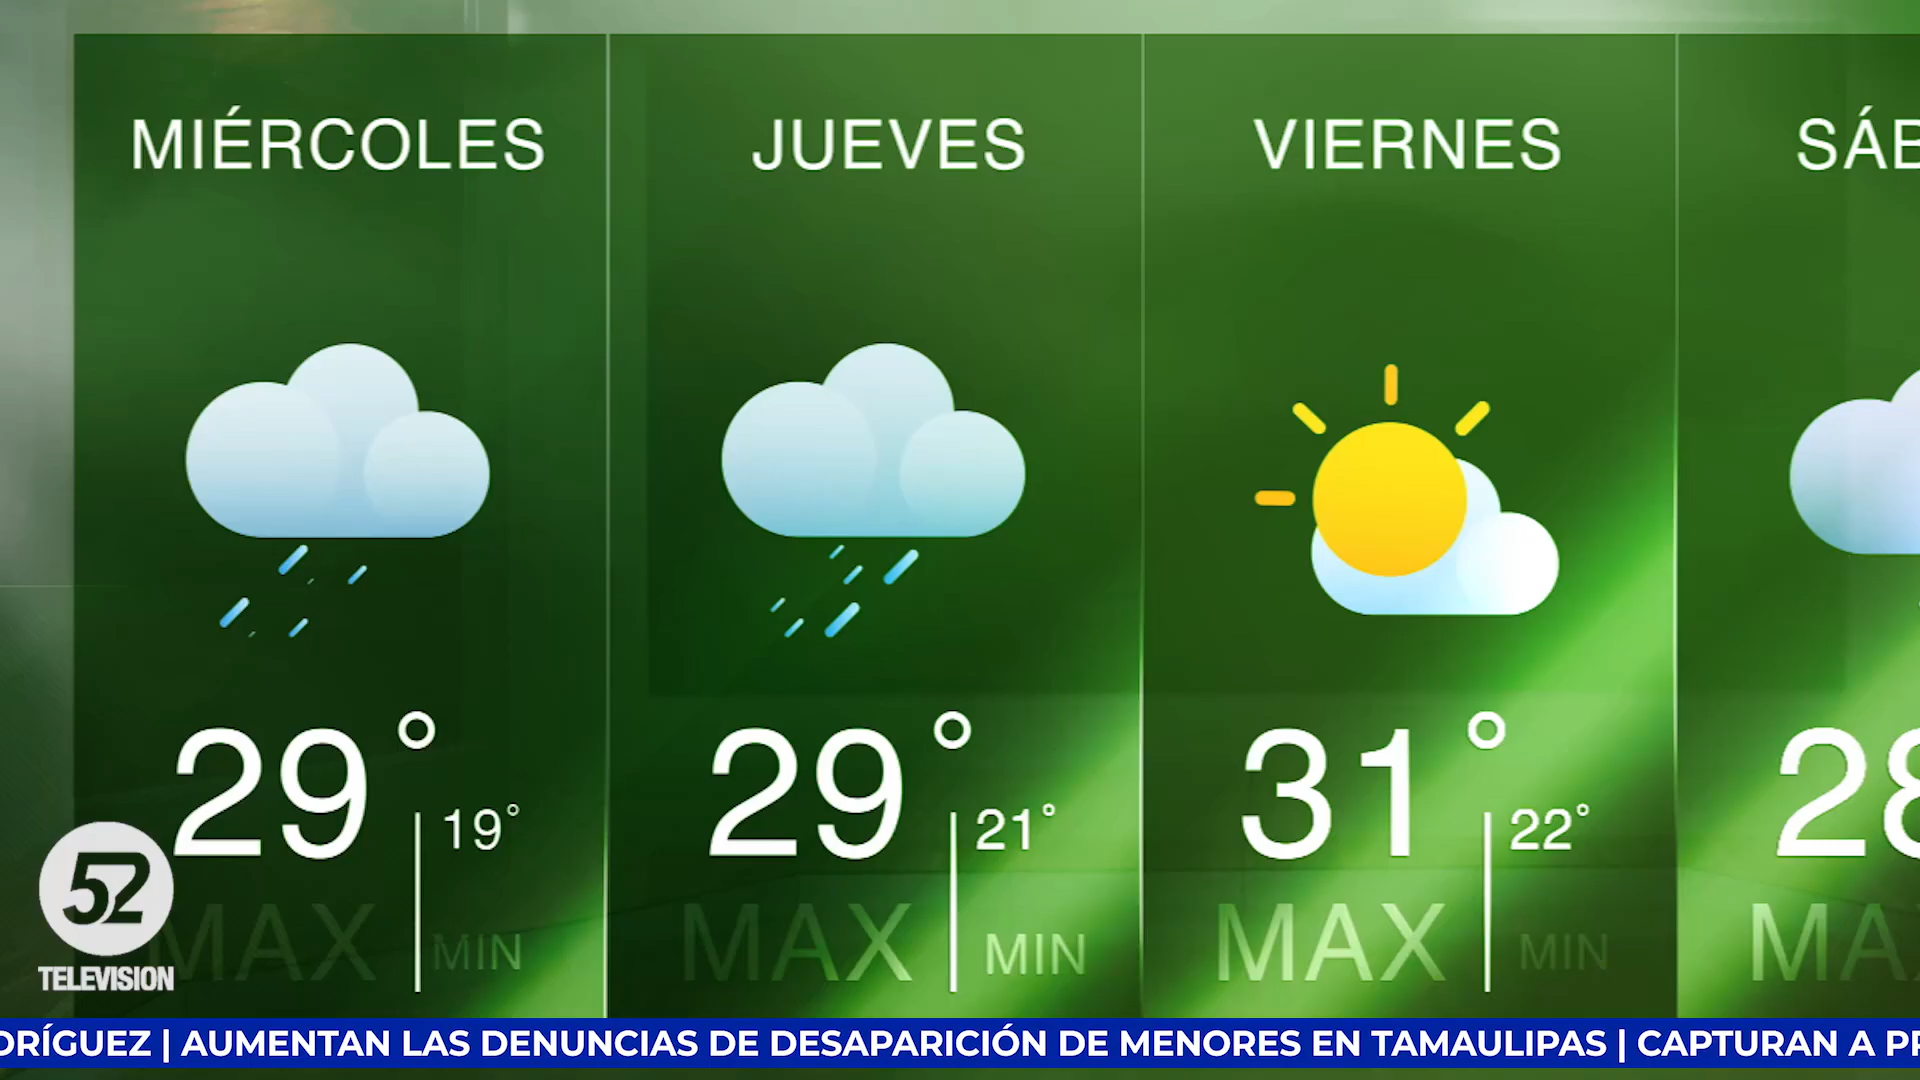 MIÉRCOLES
29°
19°
MAX
MIN
JUEVES
29°
21°
MAX
MIN
VIERNES
31°
22°
MAX
MIN
52
TELEVISION
| AUMENTAN LAS DENUNCIAS DE DESAPARICIÓN DE MENORES EN TAMAULIPAS | CAPTURAN A